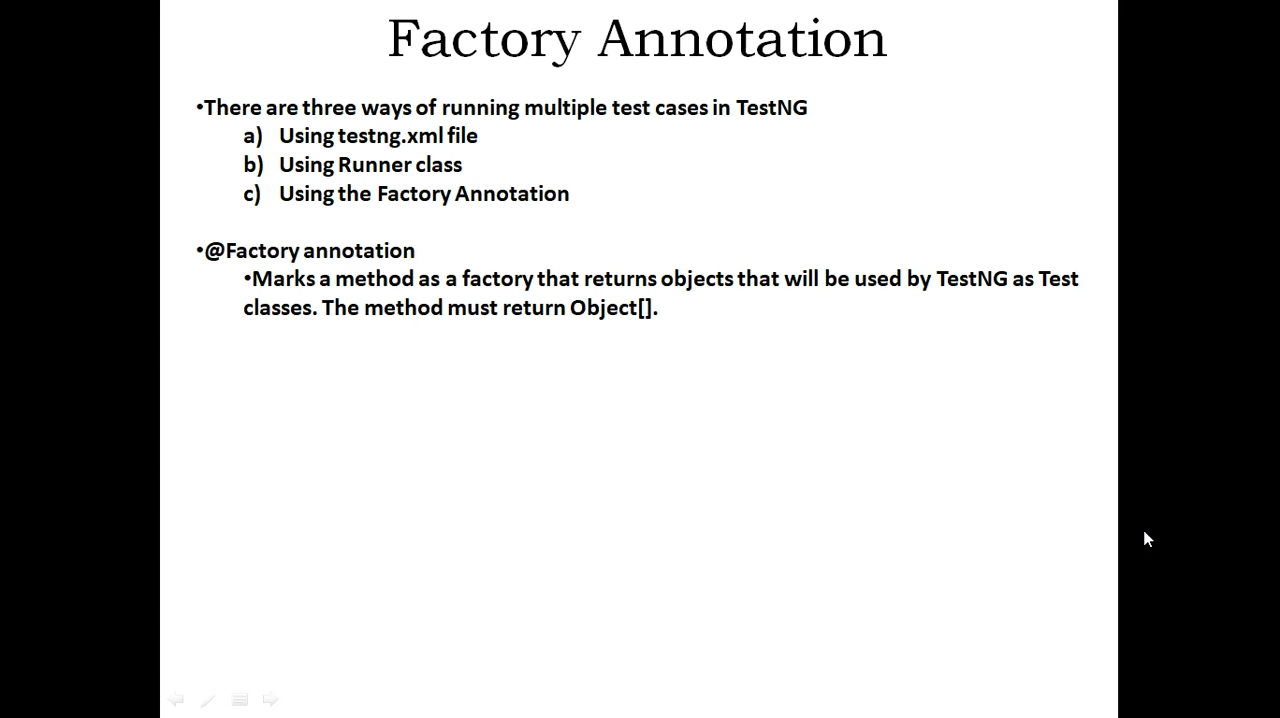 Factory Annotation
•There are three ways of running multiple test cases in TestNG
a) Using testng.xml file
b) Using Runner class
c) Using the Factory Annotation
•@Factory annotation
•Marks a method as a factory that returns objects that will be used by TestNG as Test
classes. The method must return Object[].